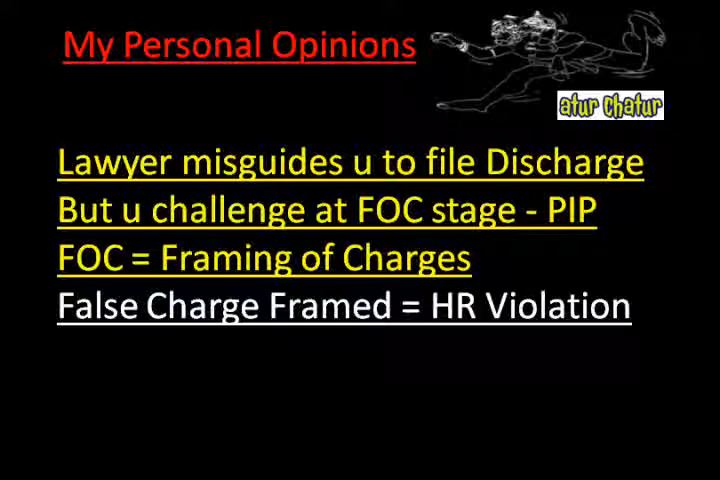 My Personal Opinions
atur chatur
Lawyer misguides u to file Discharge
But u challenge at FOC stage - PIP
FOC = Framing of Charges
False Charge Framed = HR Violation